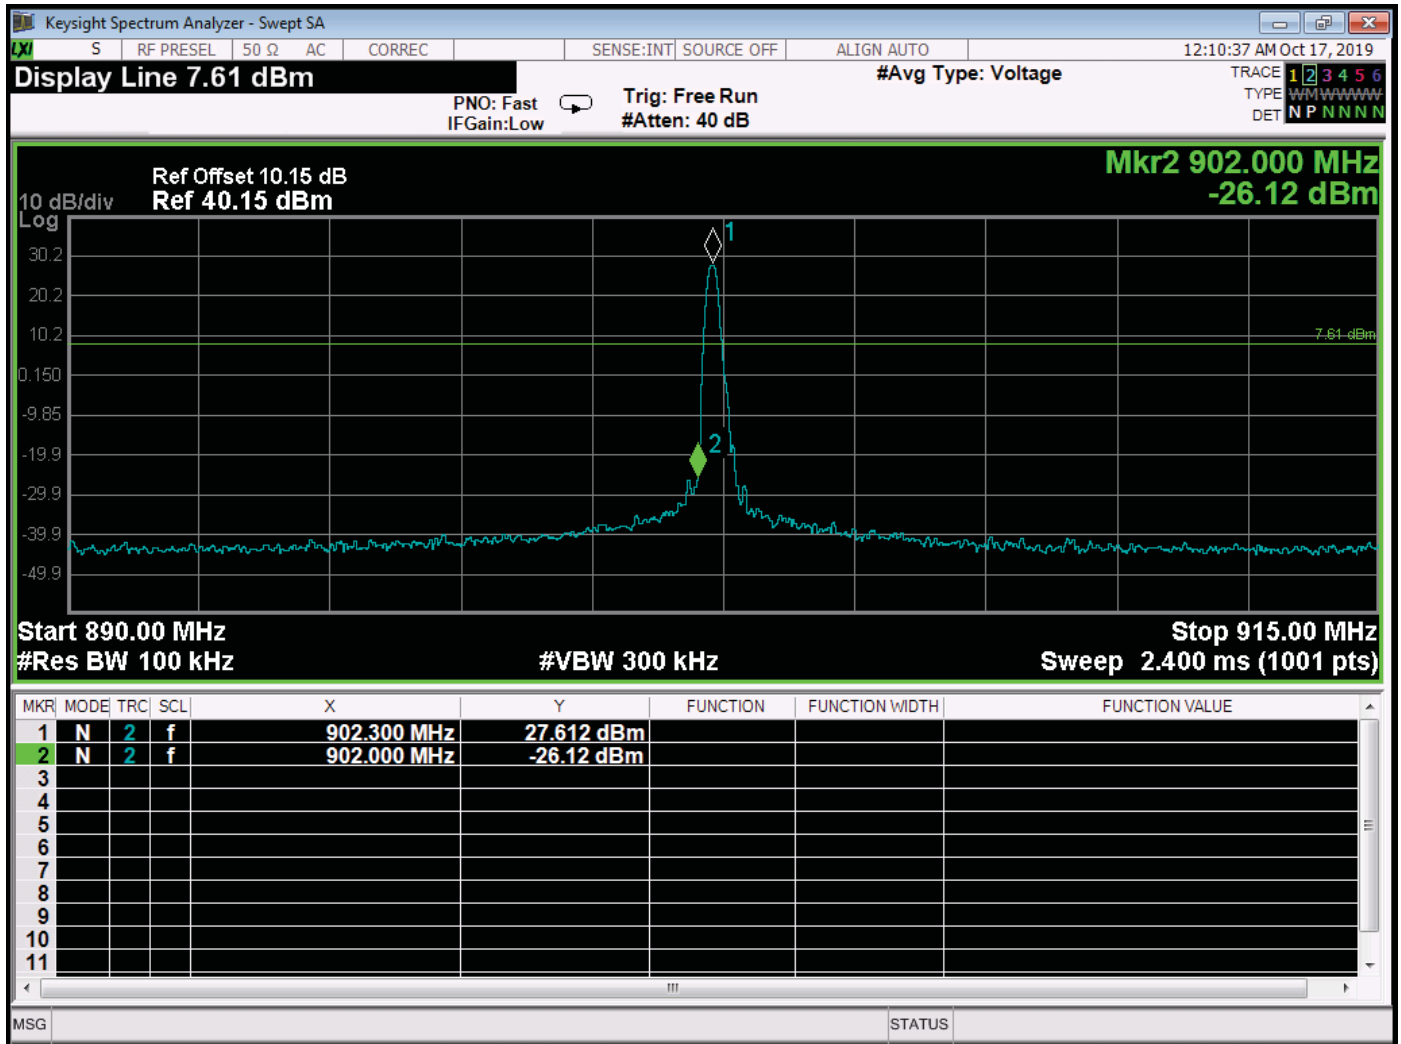 Keysight Spectrum Analyzer - Swept SA
LXI S RF PRESEL 50 Ω AC CORREC SENSE:INT SOURCE OFF ALIGN AUTO 12:10:37 AM Oct 17, 2019
Display Line 7.61 dBm
#Avg Type: Voltage
TRACE 1 2 3 4 5 6
TYPE W M W W W W
DET N P N N N N
PNO: Fast
IFGain:Low
Trig: Free Run
#Atten: 40 dB
Mkr2 902.000 MHz
-26.12 dBm
Ref Offset 10.15 dB
10 dB/div Ref 40.15 dBm
Log
1
30.2
20.2
10.2
7.61 dBm
0.150
-9.85
2
-19.9
-29.9
-39.9
-49.9
Start 890.00 MHz Stop 915.00 MHz
#Res BW 100 kHz #VBW 300 kHz Sweep 2.400 ms (1001 pts)
MKR MODE TRC SCL X Y FUNCTION FUNCTION WIDTH FUNCTION VALUE
1 N 2 f 902.300 MHz 27.612 dBm
2 N 2 f 902.000 MHz -26.12 dBm
3
4
5
6
7
8
9
10
11
MSG STATUS